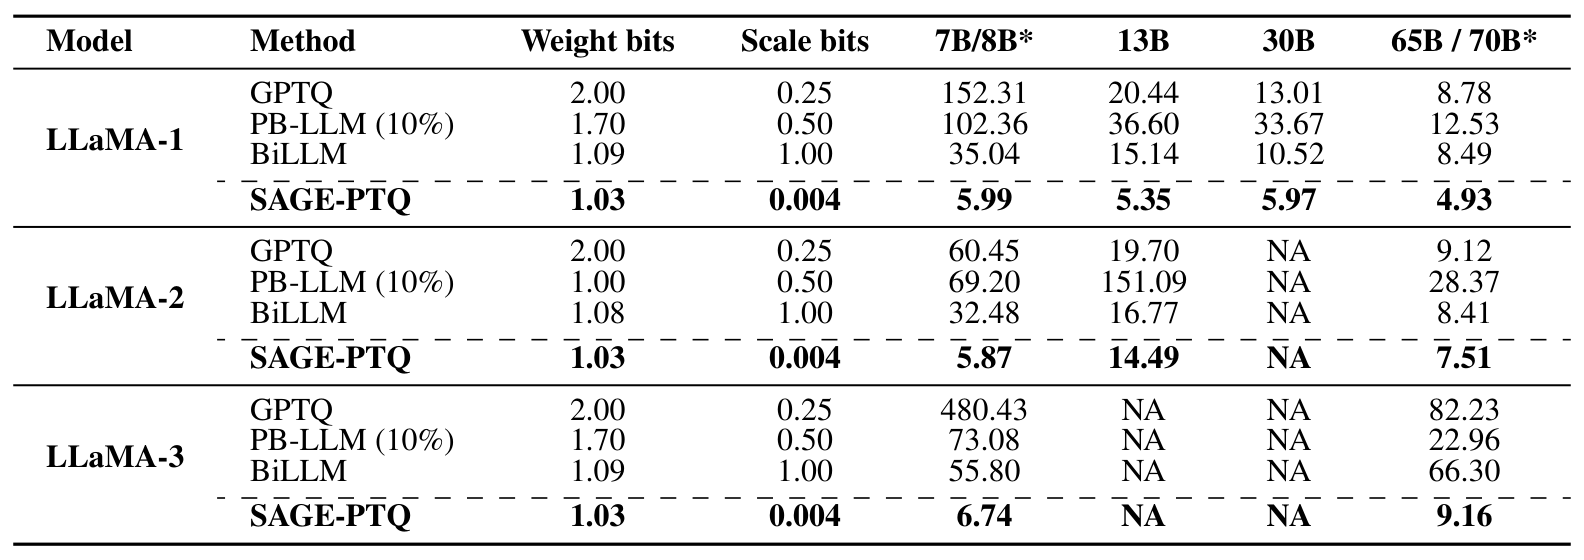 Model Method Weight bits Scale bits 7B/8B* 13B 30B 65B / 70B*
GPTQ 2.00 0.25 152.31 20.44 13.01 8.78
PB-LLM (10%) 1.70 0.50 102.36 36.60 33.67 12.53
LLaMA-1
BiLLM 1.09 1.00 35.04 15.14 10.52 8.49
SAGE-PTQ 1.03 0.004 5.99 5.35 5.97 4.93
GPTQ 2.00 0.25 60.45 19.70 NA 9.12
PB-LLM (10%) 1.00 0.50 69.20 151.09 NA 28.37
LLaMA-2
BiLLM 1.08 1.00 32.48 16.77 NA 8.41
SAGE-PTQ 1.03 0.004 5.87 14.49 NA 7.51
GPTQ 2.00 0.25 480.43 NA NA 82.23
PB-LLM (10%) 1.70 0.50 73.08 NA NA 22.96
LLaMA-3
BiLLM 1.09 1.00 55.80 NA NA 66.30
SAGE-PTQ 1.03 0.004 6.74 NA NA 9.16